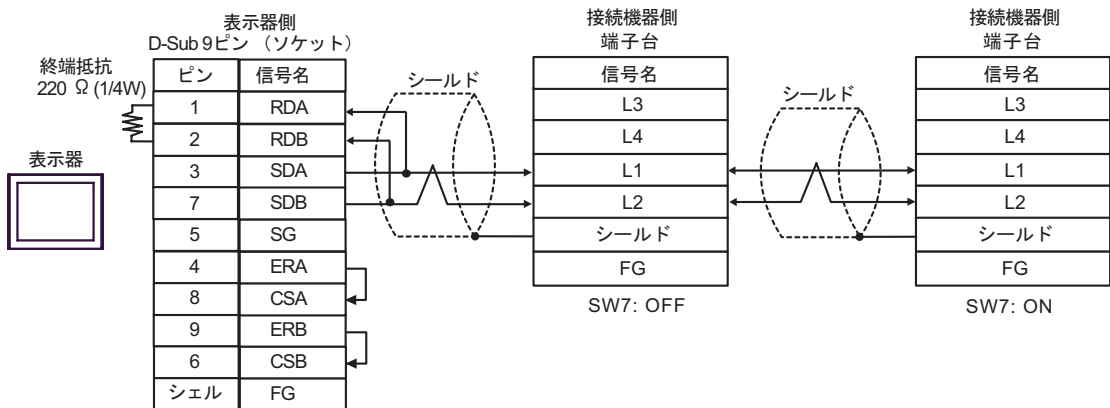 表示器側
D-Sub 9ピン （ソケット）
終端抵抗
220 Ω (1/4W)
表示器
ピン 信号名
1 RDA
2 RDB
3 SDA
7 SDB
5 SG
4 ERA
8 CSA
9 ERB
6 CSB
シェル FG
シールド
接続機器側
端子台
信号名
L3
L4
L1
L2
シールド
FG
SW7: OFF
シールド
接続機器側
端子台
信号名
L3
L4
L1
L2
シールド
FG
SW7: ON